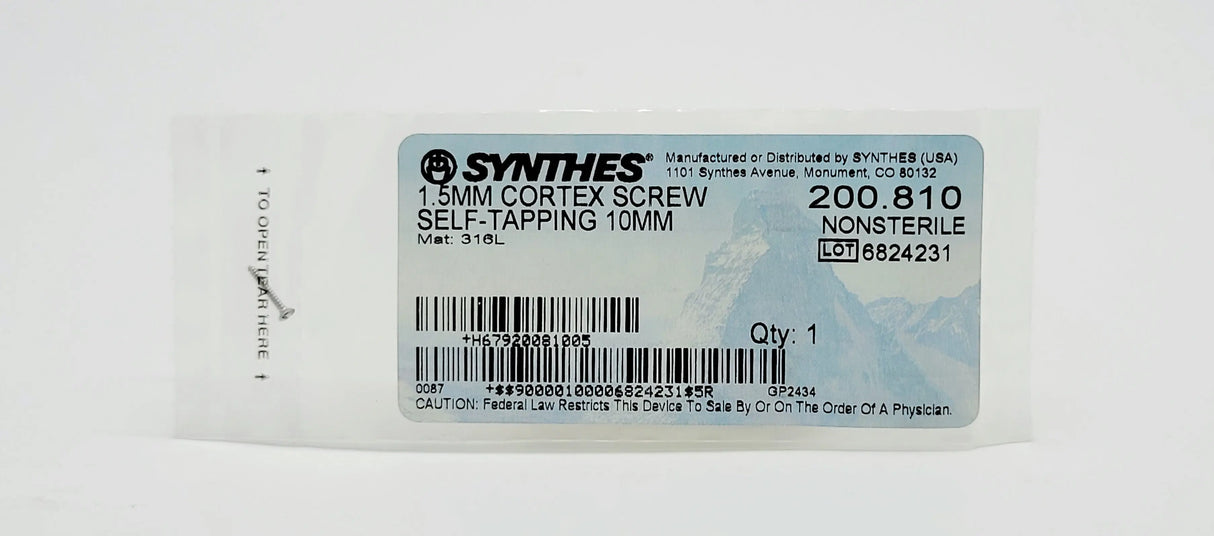 TO OPEN TEAR HERE
SYNTHES®
Manufactured or Distributed by SYNTHES (USA)
1101 Synthes Avenue, Monument, CO 80132
1.5MM CORTEX SCREW
SELF-TAPPING 10MM
Mat: 316L
200.810
NONSTERILE
LOT 6824231
+H67920081005
Qty: 1
0087
+$$90000100006824231$5R
GP2434
CAUTION: Federal Law Restricts This Device To Sale By Or On The Order Of A Physician.